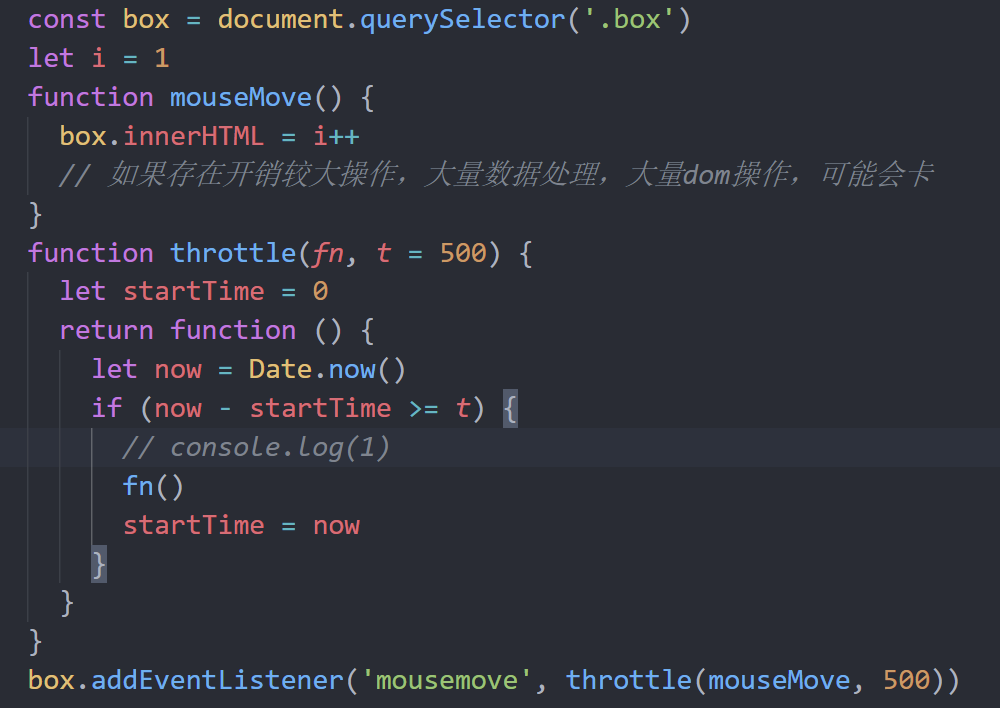 const box = document.querySelector('.box')
let i = 1
function mouseMove() {
  box.innerHTML = i++
  // 如果存在开销较大操作，大量数据处理，大量dom操作，可能会卡
}
function throttle(fn, t = 500) {
  let startTime = 0
  return function () {
    let now = Date.now()
    if (now - startTime >= t) {
      // console.log(1)
      fn()
      startTime = now
    }
  }
}
box.addEventListener('mousemove', throttle(mouseMove, 500))